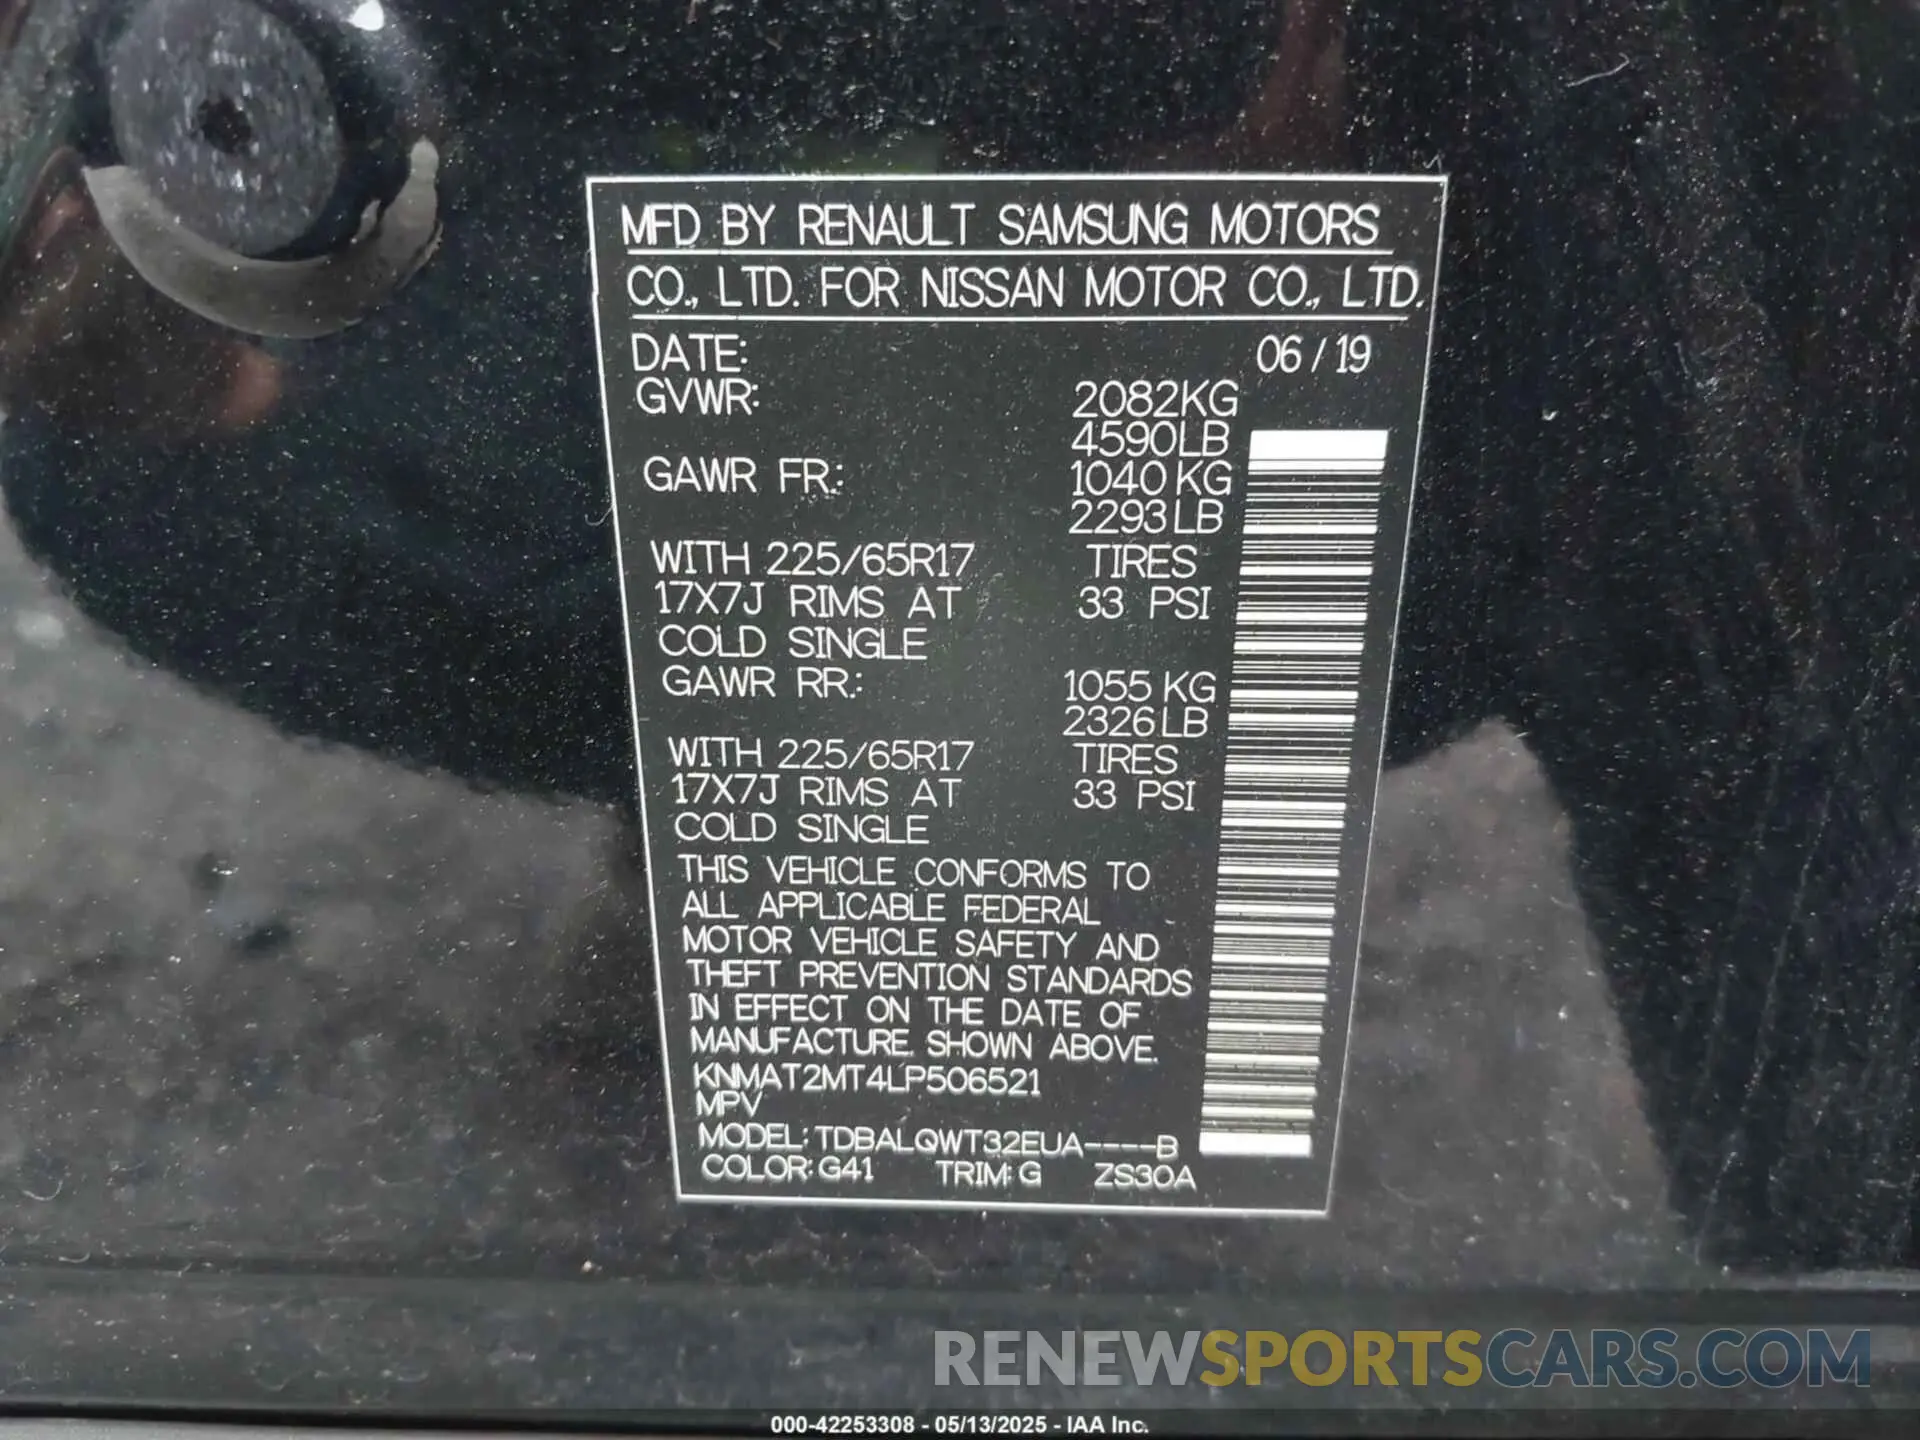 MFD BY RENAULT SAMSUNG MOTORS
CO., LTD. FOR NISSAN MOTOR CO., LTD.
DATE: 06 / 19
GVWR: 2082KG
4590LB
GAWR FR.: 1040 KG
2293LB
WITH 225/65R17 TIRES
17X7J RIMS AT 33 PSI
COLD SINGLE
GAWR RR.: 1055 KG
2326LB
WITH 225/65R17 TIRES
17X7J RIMS AT 33 PSI
COLD SINGLE
THIS VEHICLE CONFORMS TO
ALL APPLICABLE FEDERAL
MOTOR VEHICLE SAFETY AND
THEFT PREVENTION STANDARDS
IN EFFECT ON THE DATE OF
MANUFACTURE. SHOWN ABOVE.
KNMAT2MT4LP506521
MPV
MODEL: TDBALQWT32EUA----B
COLOR: G41 TRIM: G ZS30A
RENEWSPORTSCARS.COM
000-42253308 - 05/13/2025 - IAA Inc.